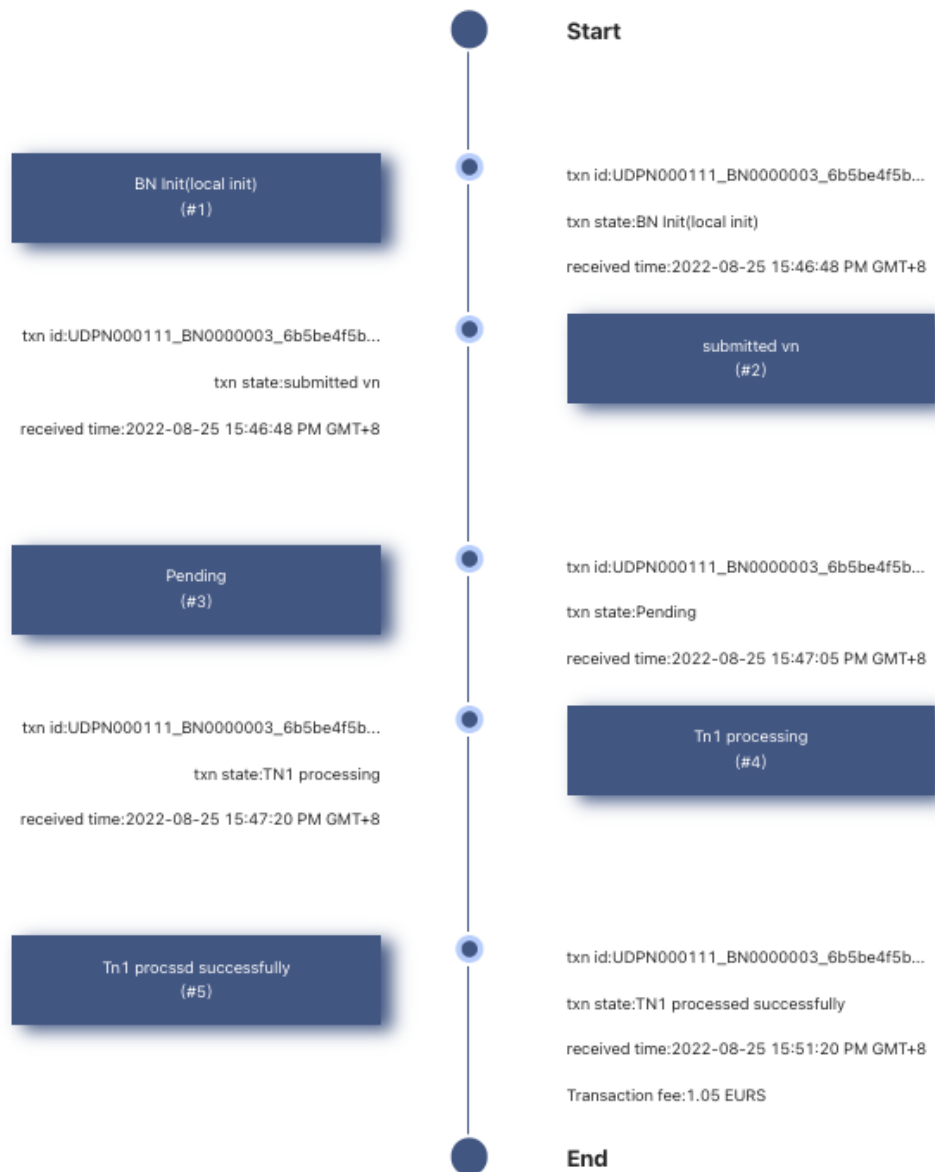 Start
BN Init(local init)
(#1)
txn id:UDPN000111_BN0000003_6b5be4f5b...
txn state:BN Init(local init)
received time:2022-08-25 15:46:48 PM GMT+8
txn id:UDPN000111_BN0000003_6b5be4f5b...
txn state:submitted vn
received time:2022-08-25 15:46:48 PM GMT+8
submitted vn
(#2)
Pending
(#3)
txn id:UDPN000111_BN0000003_6b5be4f5b...
txn state:Pending
received time:2022-08-25 15:47:05 PM GMT+8
txn id:UDPN000111_BN0000003_6b5be4f5b...
txn state:TN1 processing
received time:2022-08-25 15:47:20 PM GMT+8
Tn1 processing
(#4)
Tn1 procssd successfully
(#5)
txn id:UDPN000111_BN0000003_6b5be4f5b...
txn state:TN1 processed successfully
received time:2022-08-25 15:51:20 PM GMT+8
Transaction fee:1.05 EURS
End